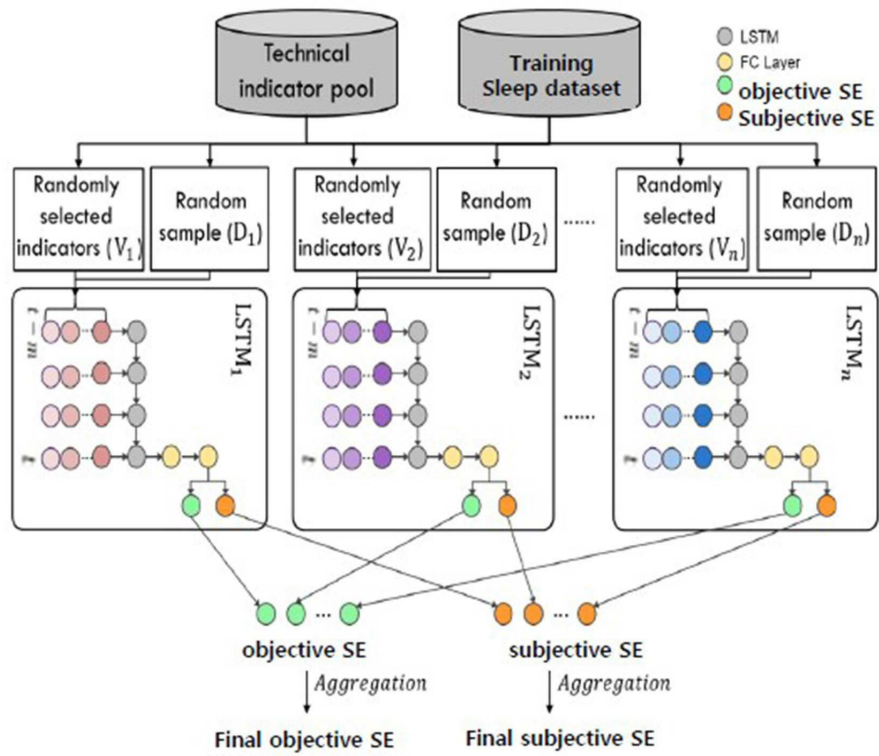 Technical
indicator pool
Training
Sleep dataset
LSTM
FC Layer
objective SE
Subjective SE
Randomly
selected
indicators (V₁)
Random
sample (D₁)
Randomly
selected
indicators (V₂)
Random
sample (D₂)
......
Randomly
selected
indicators (Vₙ)
Random
sample (Dₙ)
t − m
...
...
...
...
t
LSTM₁
t − m
...
...
...
...
t
LSTM₂
......
t − m
...
...
...
...
t
LSTMₙ
...
objective SE
...
subjective SE
Aggregation
Aggregation
Final objective SE
Final subjective SE